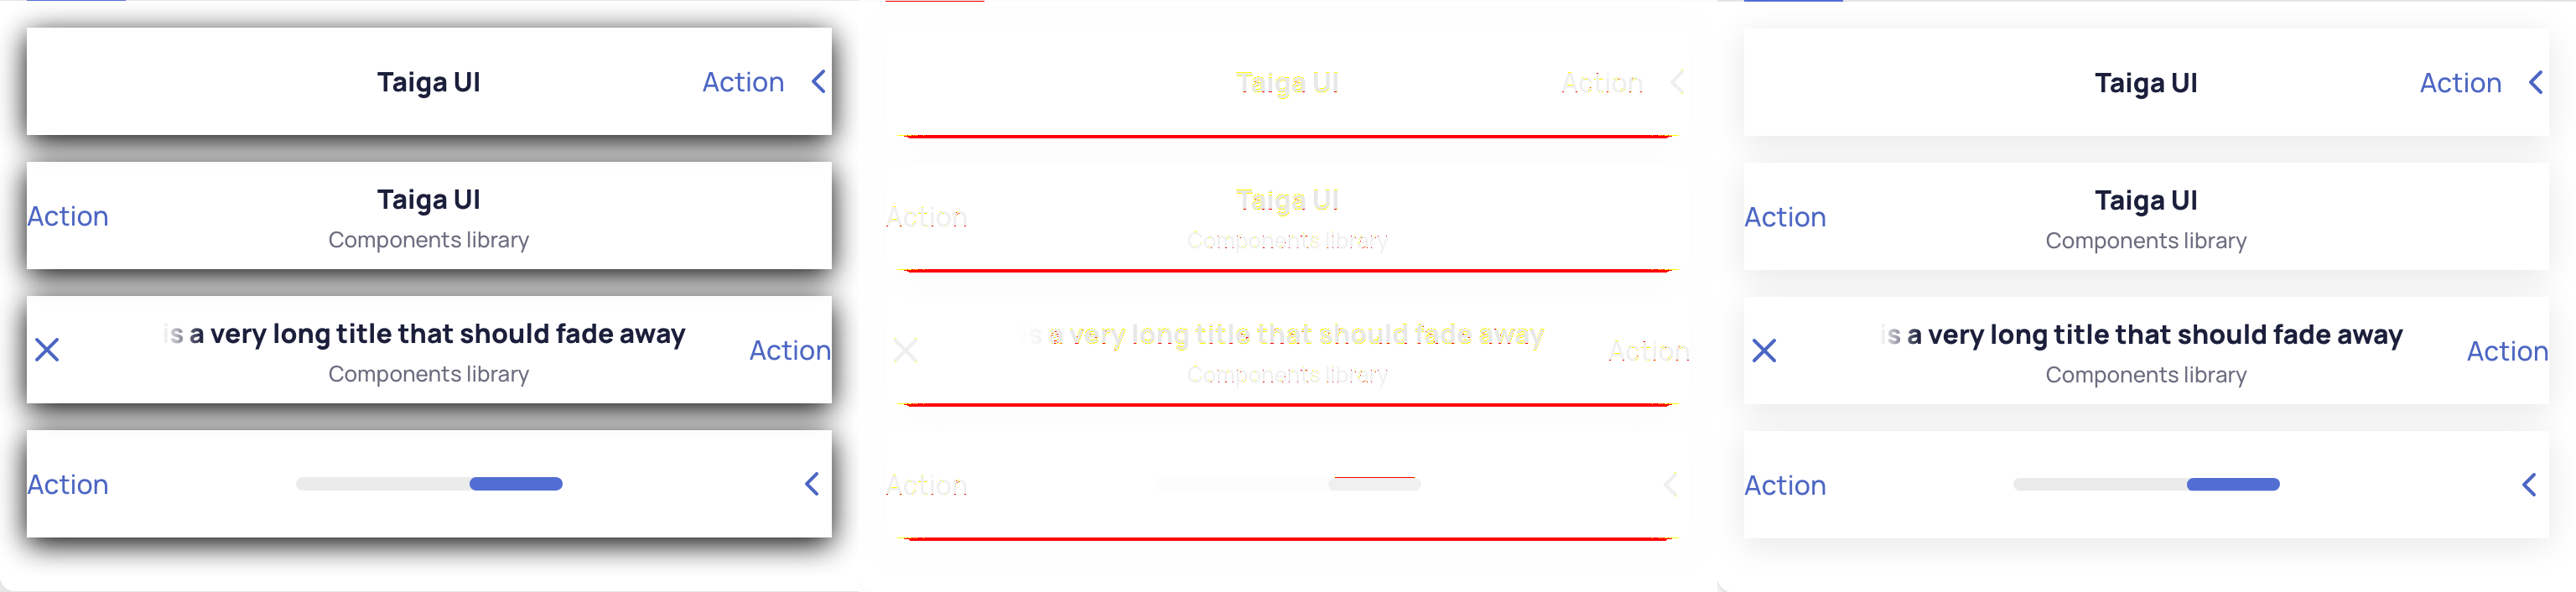 Taiga UI Action
Taiga UI
Action
Components library
is a very long title that should fade away
Action
Components library
Action
Taiga UI Action
Taiga UI
Action
Components library
is a very long title that should fade away
Action
Components library
Action
Taiga UI Action
Taiga UI
Action
Components library
is a very long title that should fade away
Action
Components library
Action